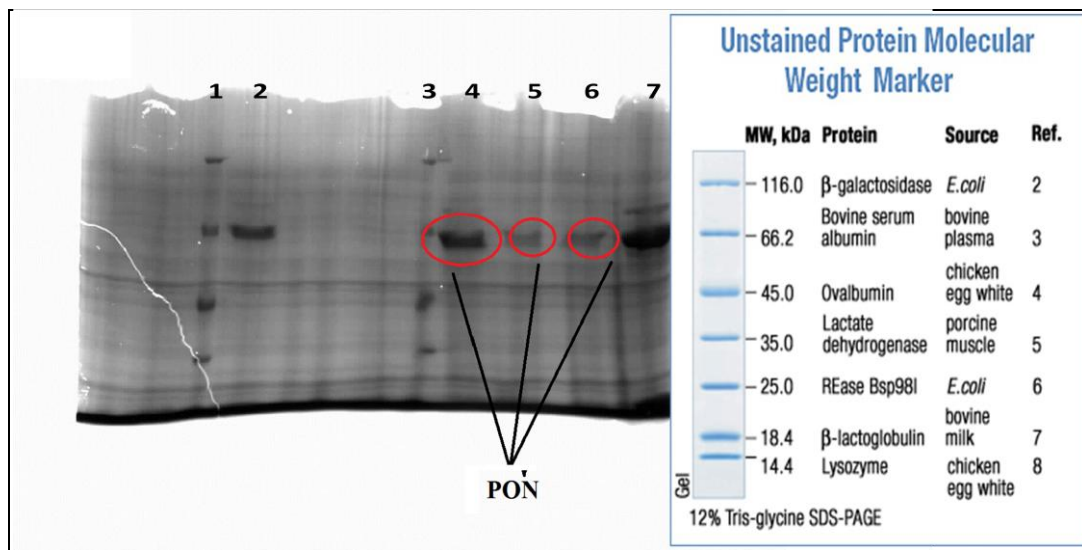 1 2 3 4 5 6 7
PON
Unstained Protein Molecular
Weight Marker
MW, kDa Protein Source Ref.
116.0 β-galactosidase E.coli 2
66.2 Bovine serum albumin bovine plasma 3
45.0 Ovalbumin chicken egg white 4
35.0 Lactate dehydrogenase porcine muscle 5
25.0 REase Bsp98I E.coli 6
18.4 β-lactoglobulin bovine milk 7
14.4 Lysozyme chicken egg white 8
Gel
12% Tris-glycine SDS-PAGE